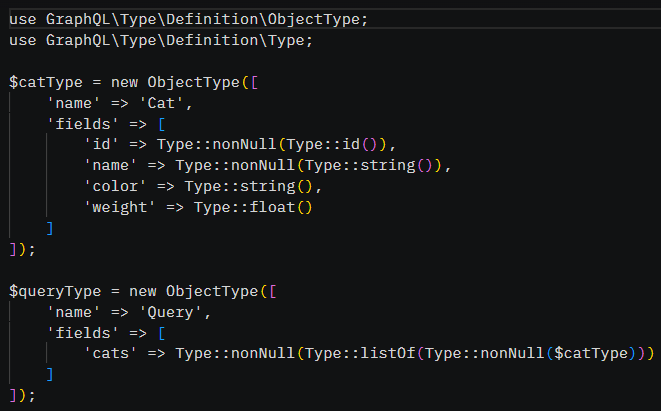 use GraphQL\Type\Definition\ObjectType;
use GraphQL\Type\Definition\Type;

$catType = new ObjectType([
    'name' => 'Cat',
    'fields' => [
        'id' => Type::nonNull(Type::id()),
        'name' => Type::nonNull(Type::string()),
        'color' => Type::string(),
        'weight' => Type::float()
    ]
]);

$queryType = new ObjectType([
    'name' => 'Query',
    'fields' => [
        'cats' => Type::nonNull(Type::listOf(Type::nonNull($catType)))
    ]
]);